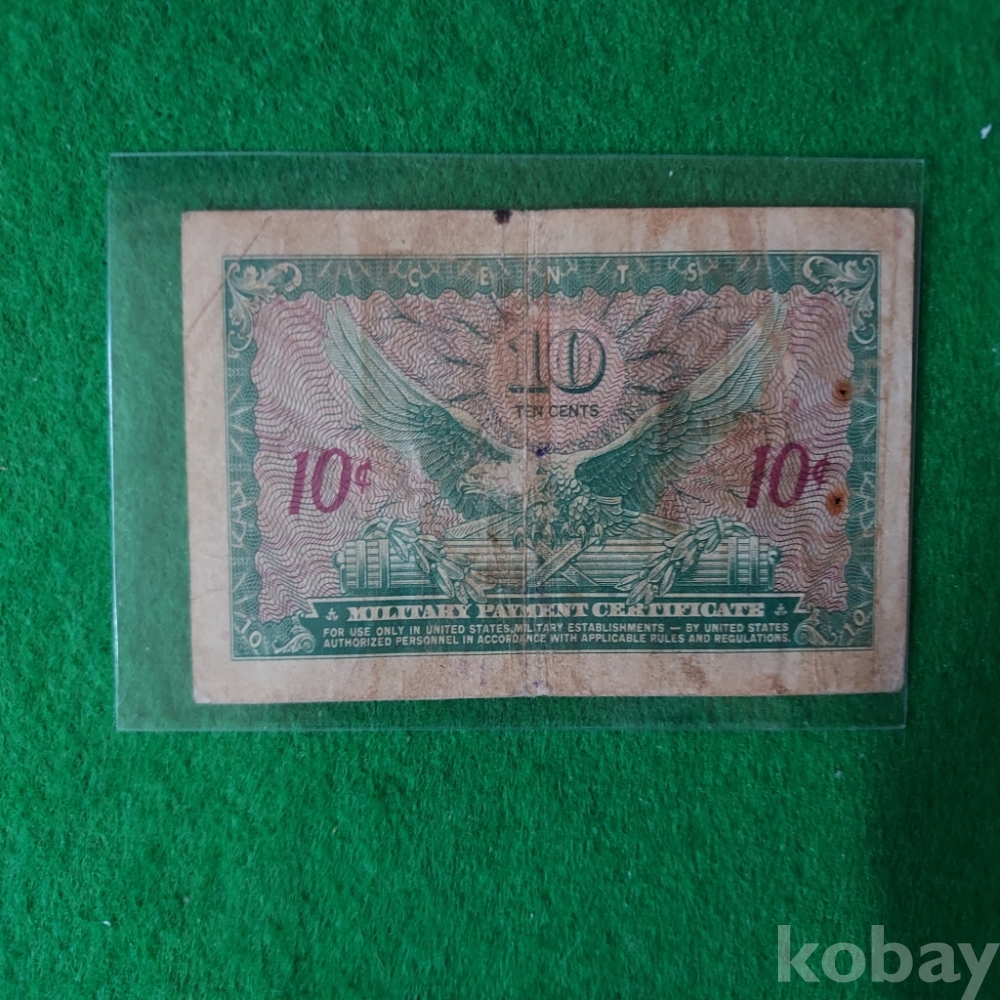 CENTS
10
TEN CENTS
10¢ 10¢
MILITARY PAYMENT CERTIFICATE
10 FOR USE ONLY IN UNITED STATES MILITARY ESTABLISHMENTS — BY UNITED STATES 10
AUTHORIZED PERSONNEL IN ACCORDANCE WITH APPLICABLE RULES AND REGULATIONS.
kobay